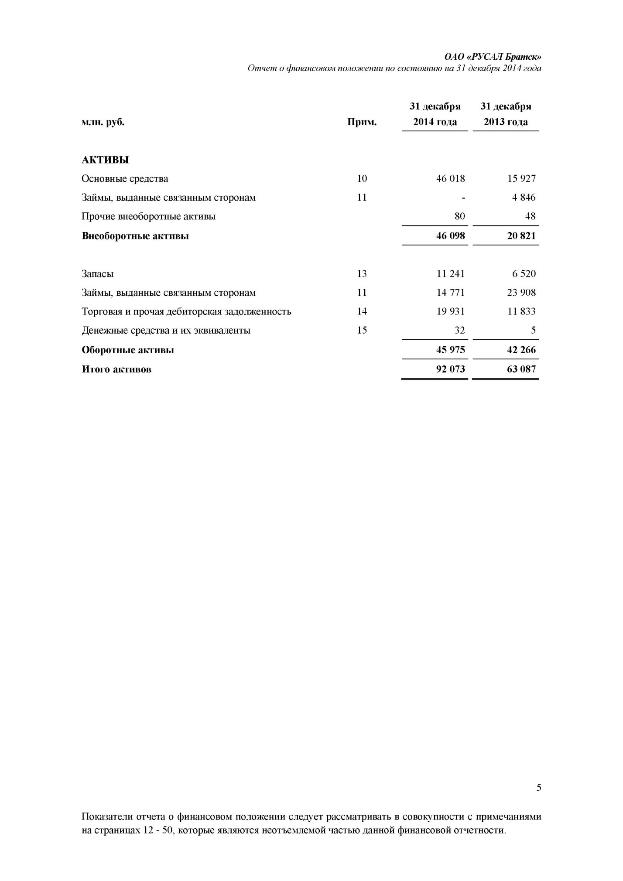 ОАО «РУСАЛ Братск»
Отчет о финансовом положении по состоянию на 31 декабря 2014 года
31 декабря 31 декабря
млн. руб. Прим. 2014 года 2013 года
АКТИВЫ
Основные средства 10 46 018 15 927
Займы, выданные связанным сторонам 11 - 4 846
Прочие внеоборотные активы 80 48
Внеоборотные активы 46 098 20 821
Запасы 13 11 241 6 520
Займы, выданные связанным сторонам 11 14 771 23 908
Торговая и прочая дебиторская задолженность 14 19 931 11 833
Денежные средства и их эквиваленты 15 32 5
Оборотные активы 45 975 42 266
Итого активов 92 073 63 087
5
Показатели отчета о финансовом положении следует рассматривать в совокупности с примечаниями
на страницах 12 - 50, которые являются неотъемлемой частью данной финансовой отчетности.